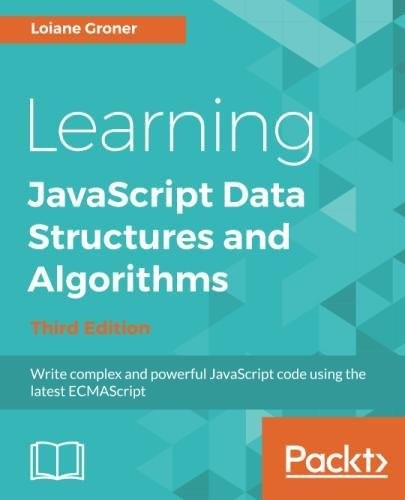 Loiane Groner
Learning
JavaScript Data
Structures and
Algorithms
Third Edition
Write complex and powerful JavaScript code using the
latest ECMAScript
Packt>